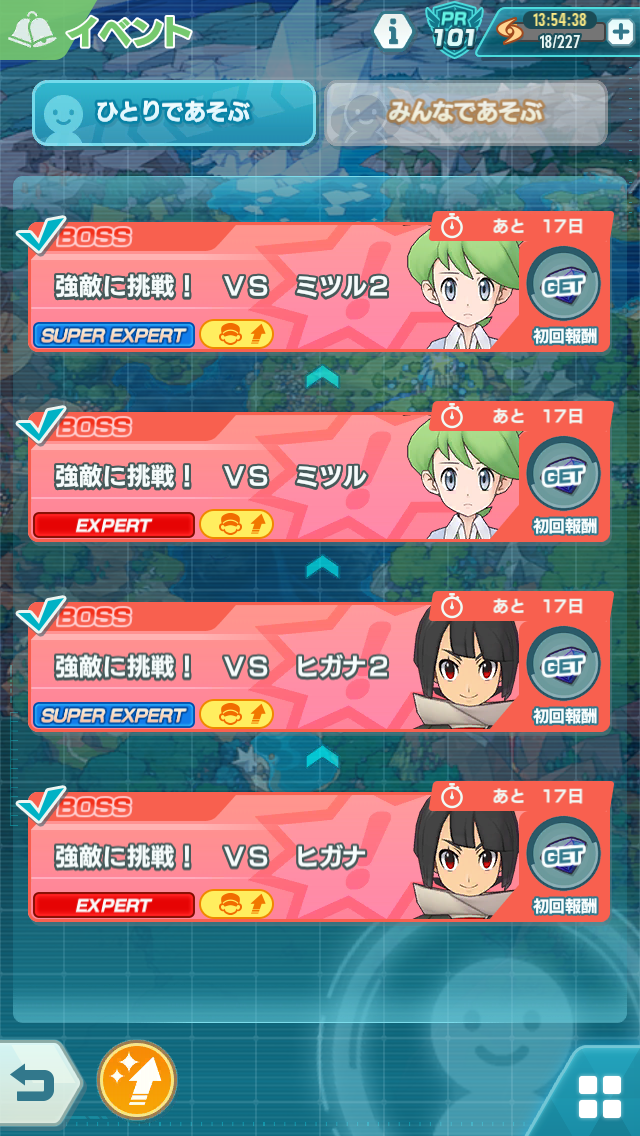 イベント
PR
101
13:54:38
18/227
ひとりであそぶ
みんなであそぶ
BOSS
あと 17日
強敵に挑戦! VS ミツル2
GET
SUPER EXPERT
初回報酬
BOSS
あと 17日
強敵に挑戦! VS ミツル
GET
EXPERT
初回報酬
BOSS
あと 17日
強敵に挑戦! VS ヒガナ2
GET
SUPER EXPERT
初回報酬
BOSS
あと 17日
強敵に挑戦! VS ヒガナ
GET
EXPERT
初回報酬